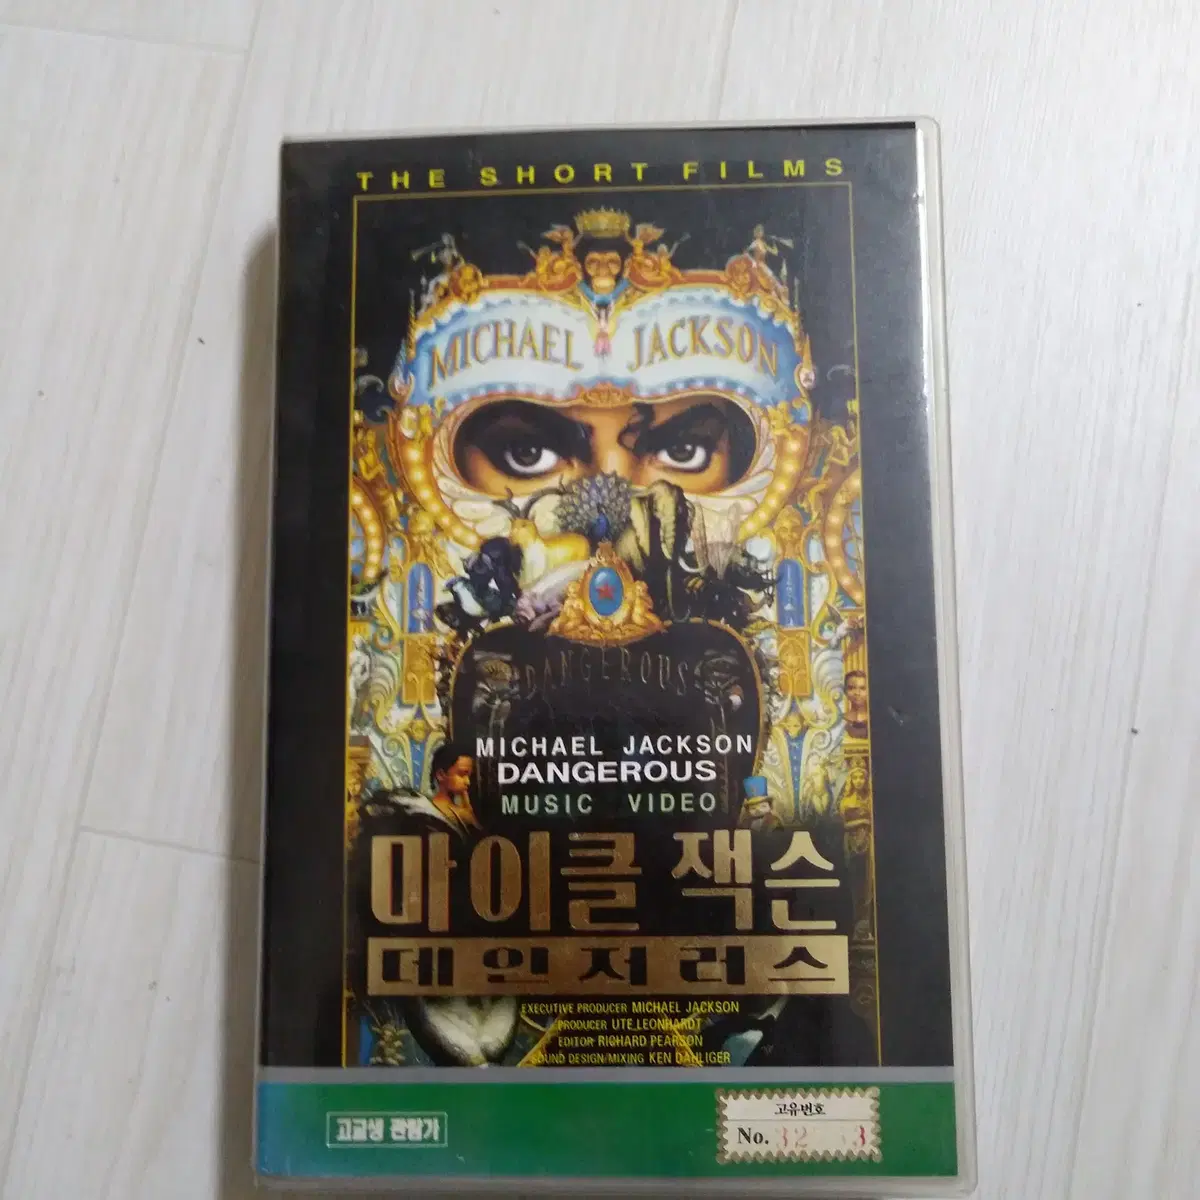 THE SHORT FILMS
MICHAEL JACKSON
DANGEROUS
MICHAEL JACKSON
DANGEROUS
MUSIC VIDEO
마이클 잭슨
데인저러스
EXECUTIVE PRODUCER MICHAEL JACKSON
PRODUCER UTE LEONHARDT
EDITOR RICHARD PEARSON
SOUND DESIGN/MIXING KEN DAHLIGER
고교생 관람가
고유번호
No. 32 3